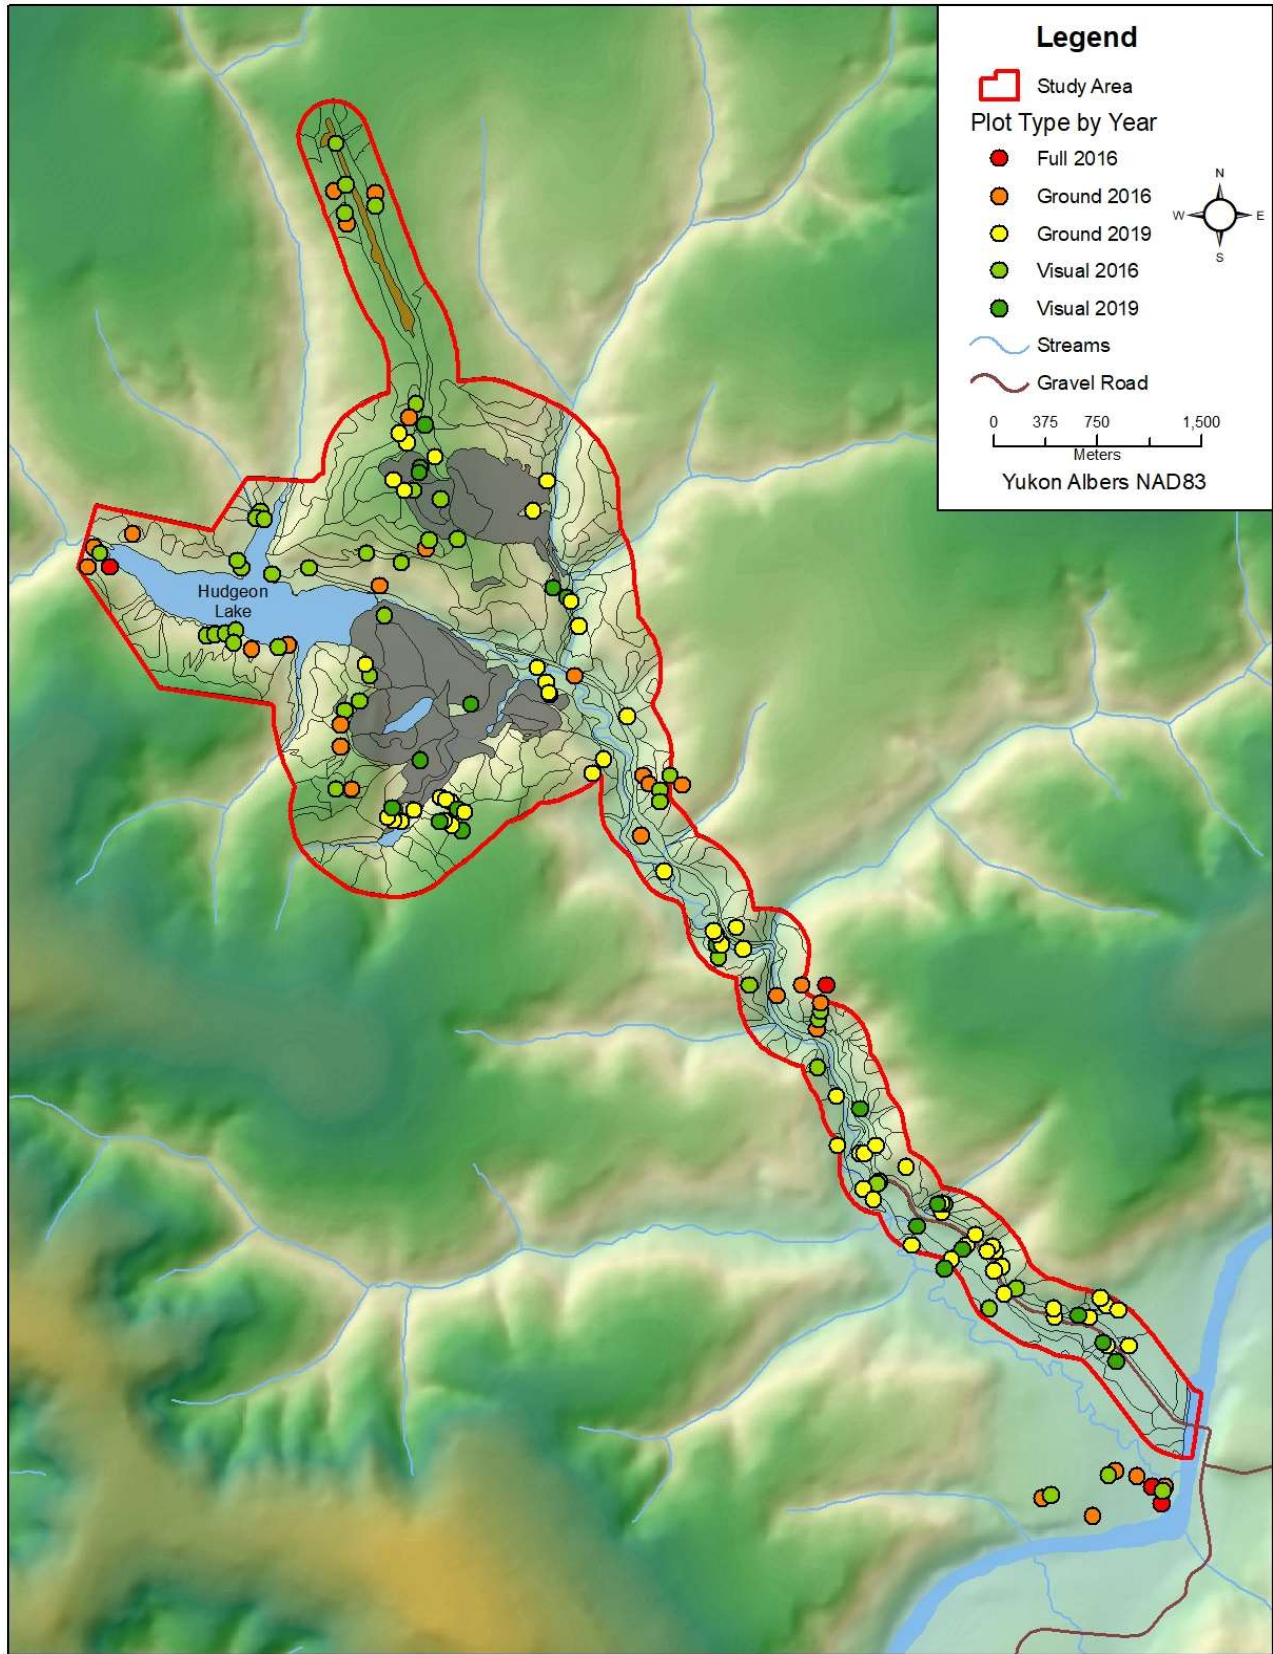 Legend
Study Area
Plot Type by Year
Full 2016
Ground 2016
Ground 2019
Visual 2016
Visual 2019
Streams
Gravel Road
N
W E
S
0 375 750 1,500
Meters
Yukon Albers NAD83
Hudgeon
Lake